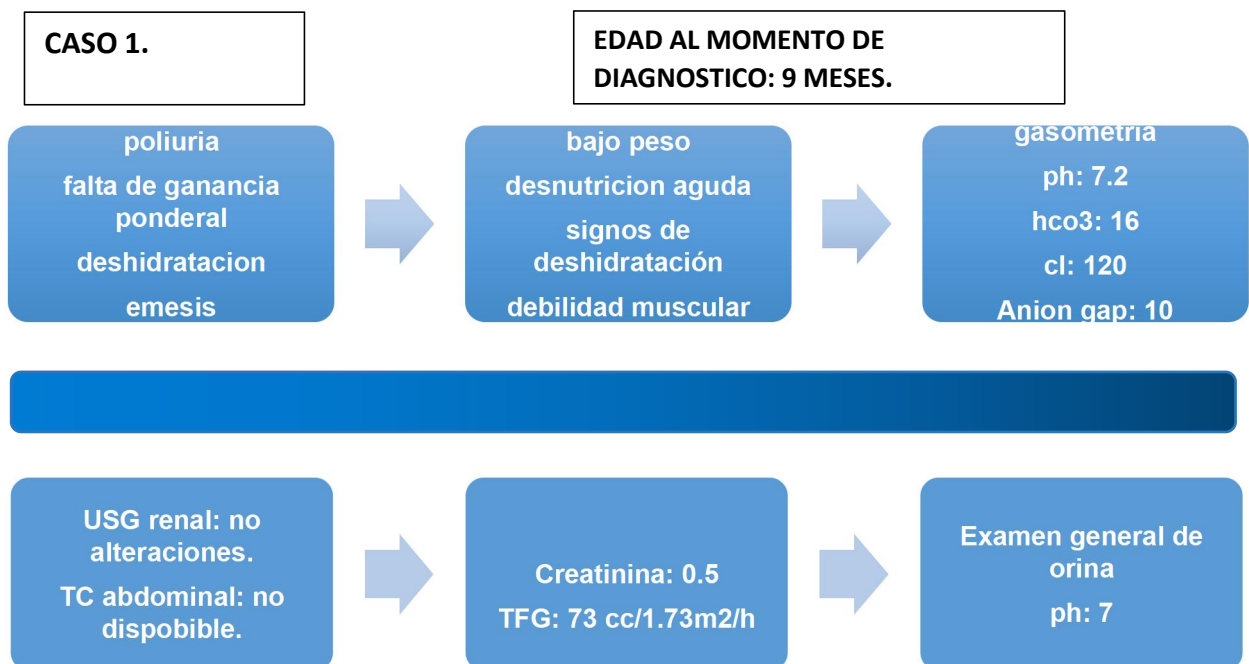 CASO 1.
EDAD AL MOMENTO DE
DIAGNOSTICO: 9 MESES.
poliuria
falta de ganancia
ponderal
deshidratacion
emesis
bajo peso
desnutricion aguda
signos de
deshidratación
debilidad muscular
gasometria
ph: 7.2
hco3: 16
cl: 120
Anion gap: 10
USG renal: no
alteraciones.
TC abdominal: no
dispobible.
Creatinina: 0.5
TFG: 73 cc/1.73m2/h
Examen general de
orina
ph: 7